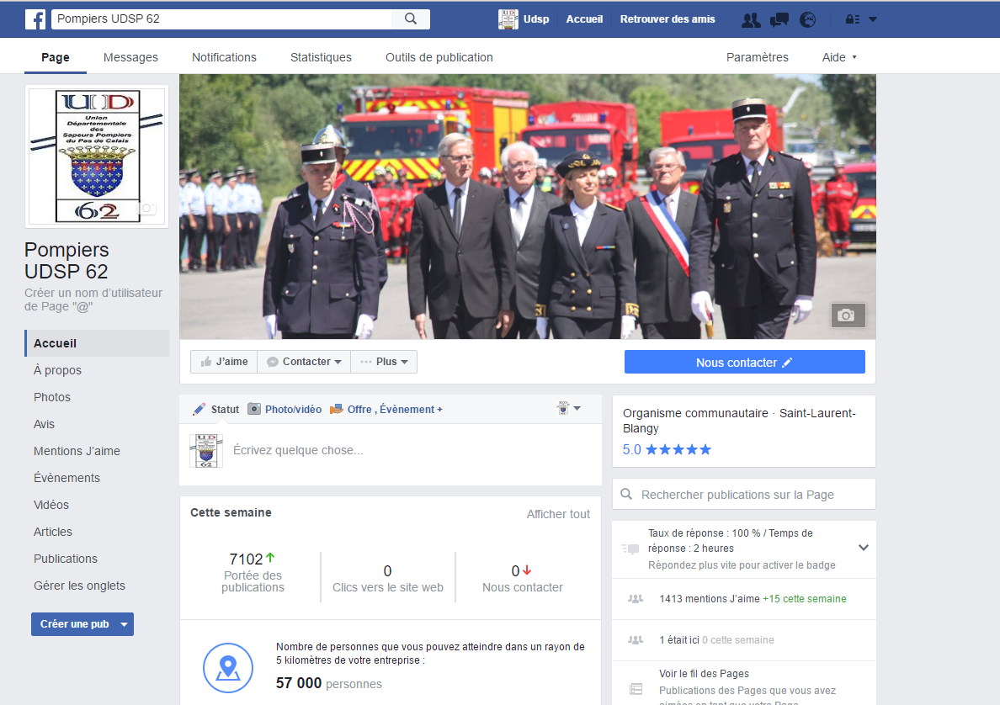 Pompiers UDSP 62
Udsp
Accueil
Retrouver des amis
Page
Messages
Notifications
Statistiques
Outils de publication
Paramètres
Aide
UD
Union
Départementale
des
Sapeurs Pompiers
du Pas de Calais
62
Pompiers
UDSP 62
Créer un nom d'utilisateur
de Page "@"
Accueil
À propos
Photos
Avis
Mentions J'aime
Évènements
Vidéos
Articles
Publications
Gérer les onglets
Créer une pub
J'aime
Contacter
Plus
Nous contacter
Statut
Photo/vidéo
Offre , Évènement +
UD
62
Écrivez quelque chose...
Cette semaine
Afficher tout
7102
Portée des
publications
0
Clics vers le site web
0
Nous contacter
Nombre de personnes que vous pouvez atteindre dans un rayon de
5 kilomètres de votre entreprise :
57 000 personnes
Organisme communautaire · Saint-Laurent-
Blangy
5.0
Rechercher publications sur la Page
Taux de réponse : 100 % / Temps de
réponse : 2 heures
Répondez plus vite pour activer le badge
1413 mentions J'aime +15 cette semaine
1 était ici 0 cette semaine
Voir le fil des Pages
Publications des Pages que vous avez
aimées en tant que votre Page